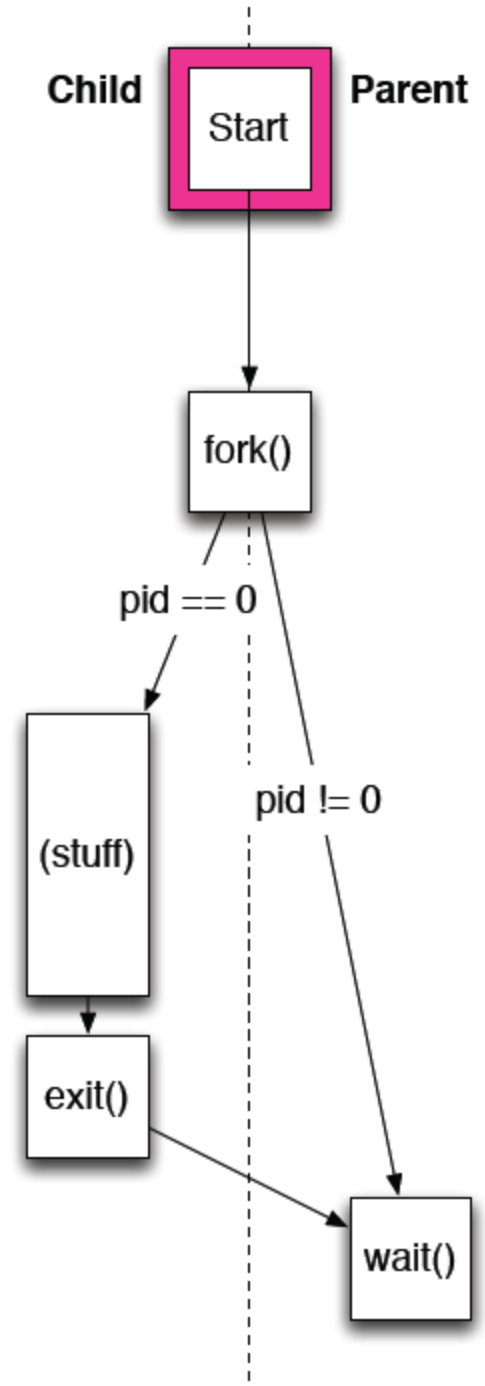 Child
Parent
Start
fork()
pid == 0
pid != 0
(stuff)
exit()
wait()